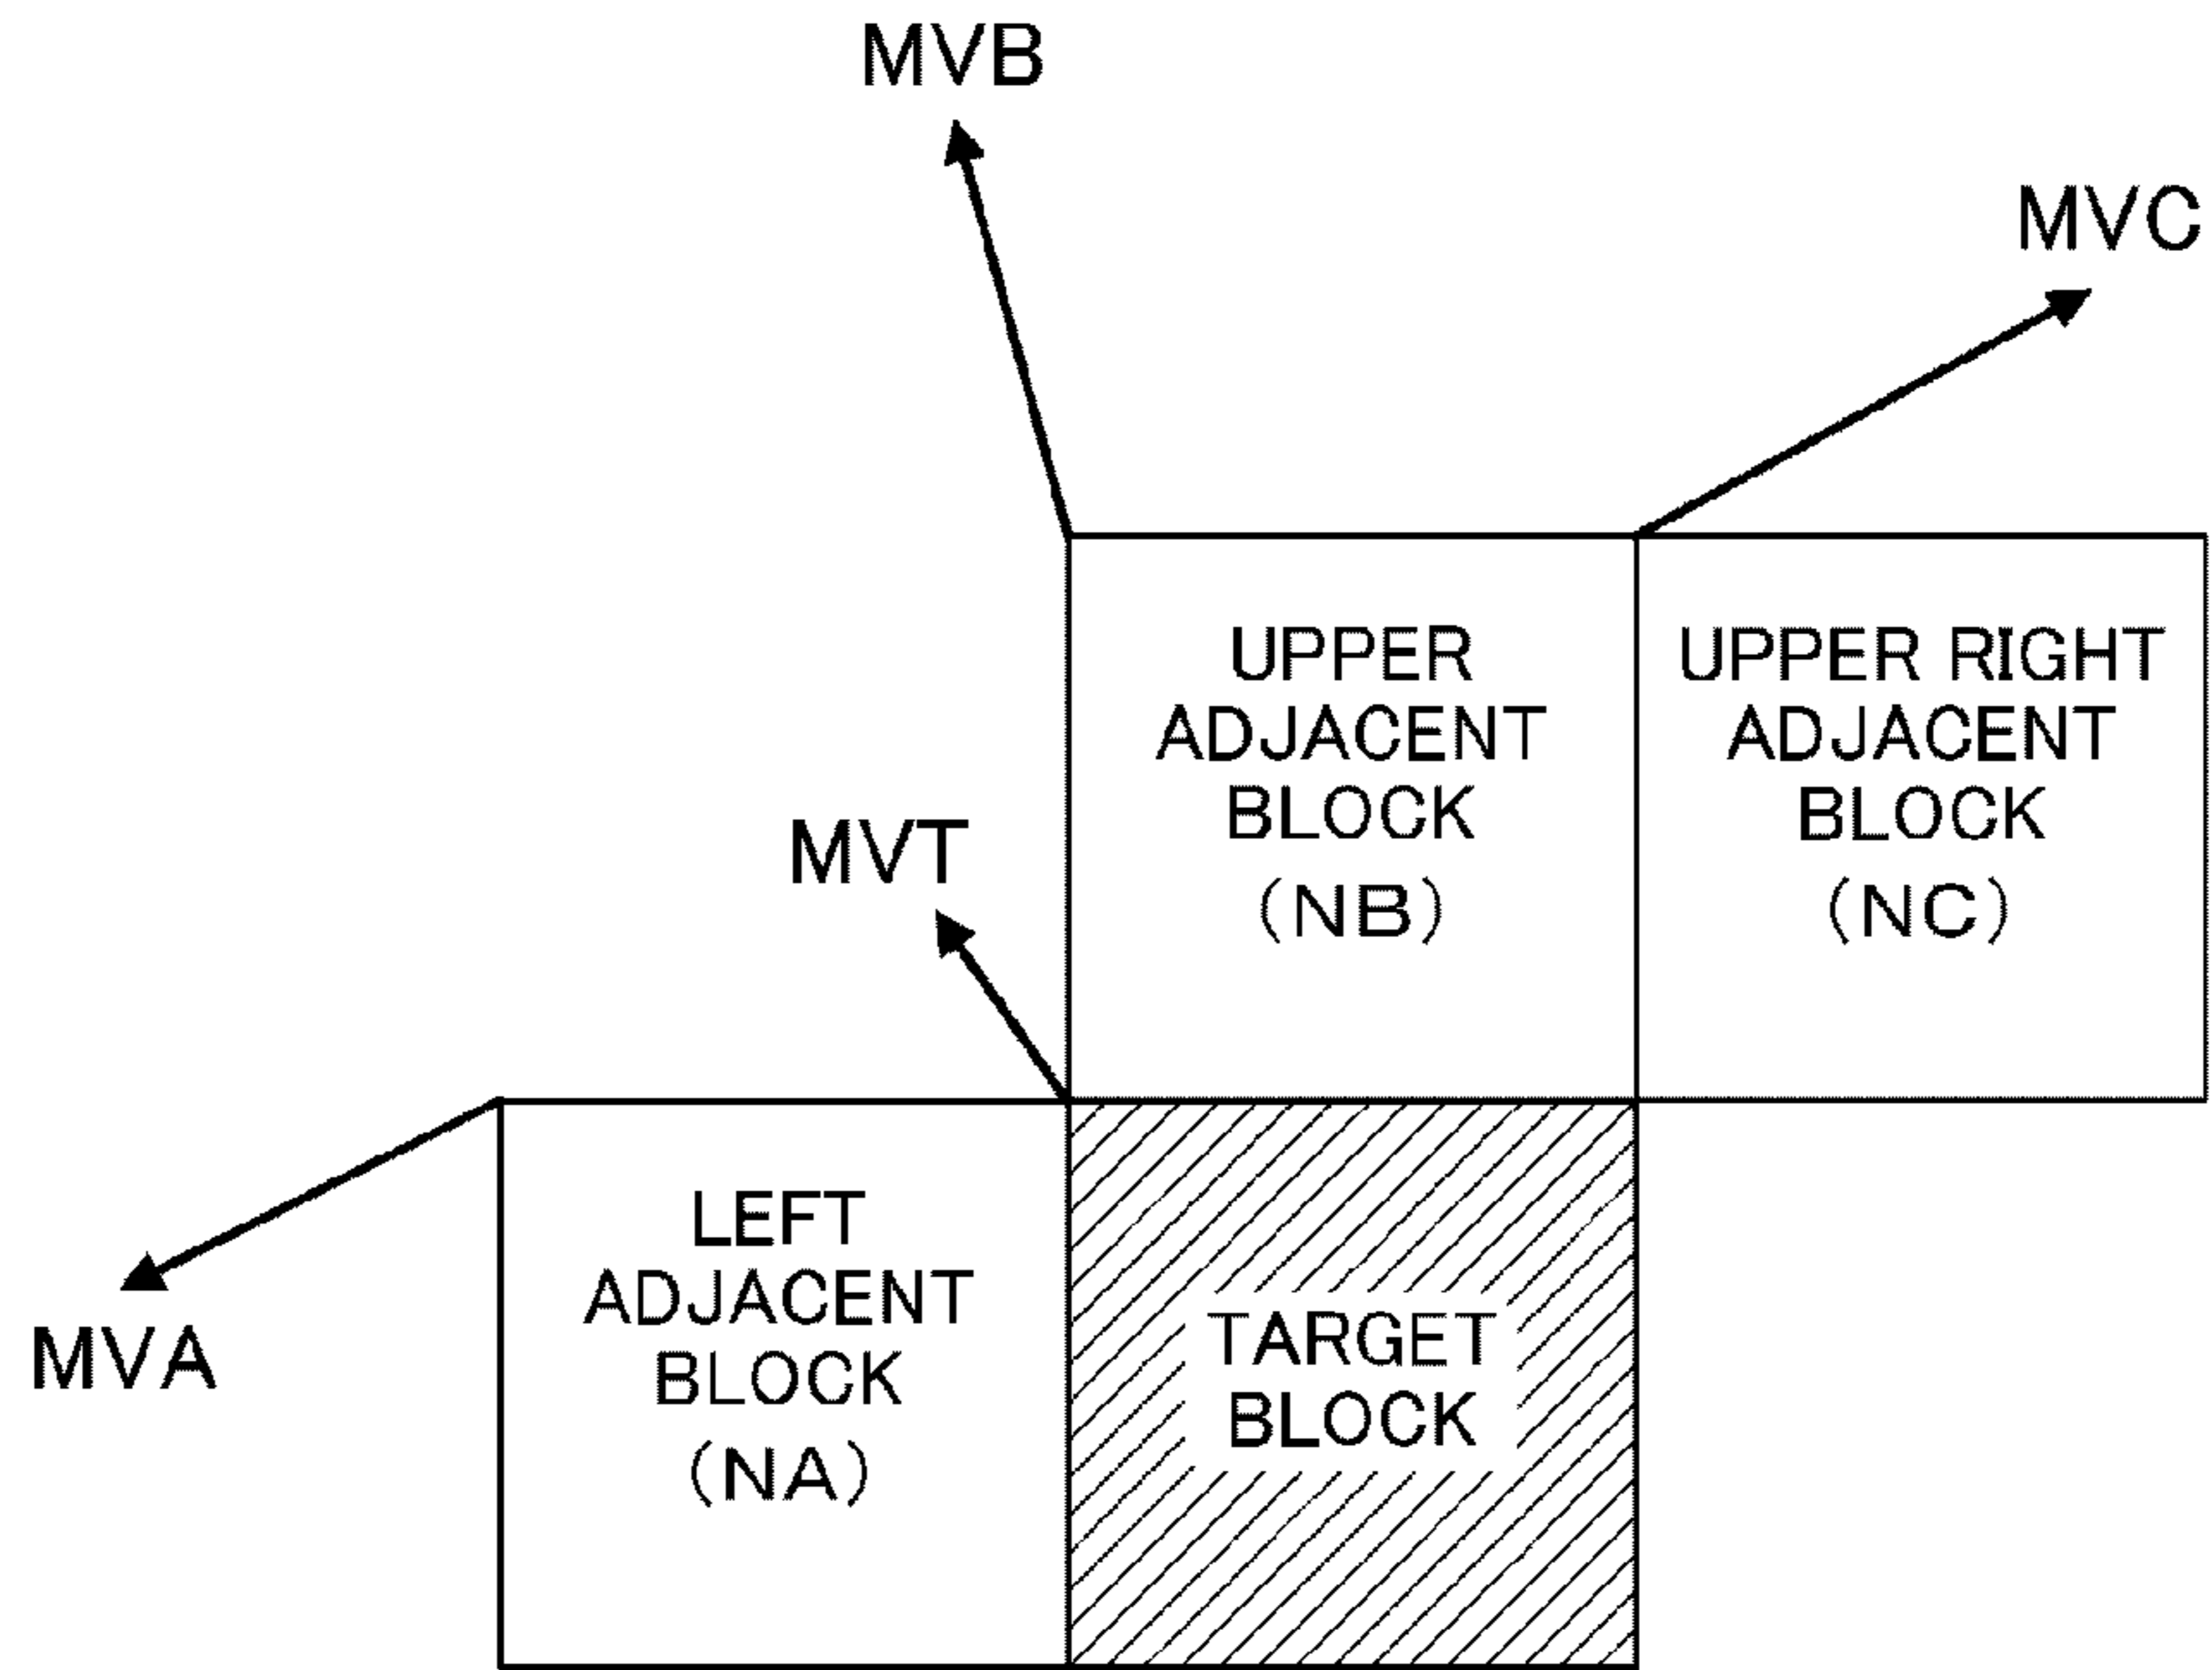 MVB
MVC
UPPER
ADJACENT
BLOCK
(NB)
UPPER RIGHT
ADJACENT
BLOCK
(NC)
MVT
MVA
LEFT
ADJACENT
BLOCK
(NA)
TARGET
BLOCK